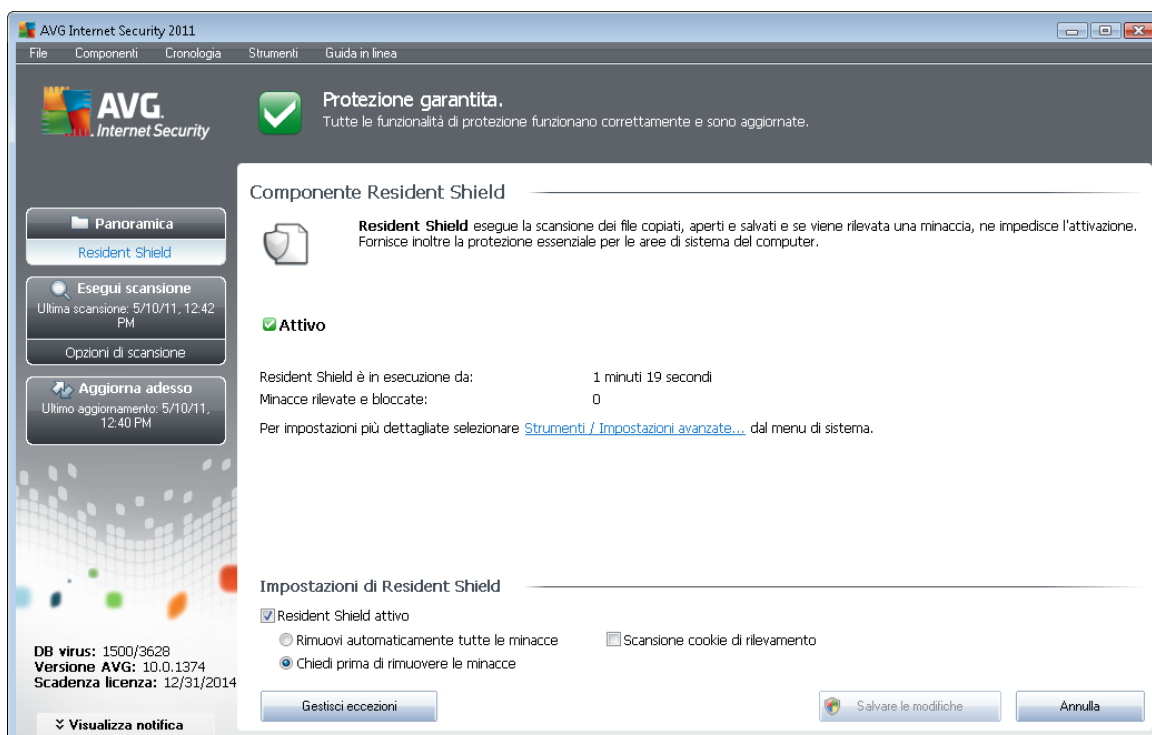 AVG Internet Security 2011
File Componenti Cronologia Strumenti Guida in linea
AVG.
Internet Security
Protezione garantita.
Tutte le funzionalità di protezione funzionano correttamente e sono aggiornate.
Panoramica
Resident Shield
Esegui scansione
Ultima scansione: 5/10/11, 12:42
PM
Opzioni di scansione
Aggiorna adesso
Ultimo aggiornamento: 5/10/11,
12:40 PM
DB virus: 1500/3628
Versione AVG: 10.0.1374
Scadenza licenza: 12/31/2014
Visualizza notifica
Componente Resident Shield
Resident Shield esegue la scansione dei file copiati, aperti e salvati e se viene rilevata una minaccia, ne impedisce l'attivazione.
Fornisce inoltre la protezione essenziale per le aree di sistema del computer.
Attivo
Resident Shield è in esecuzione da: 1 minuti 19 secondi
Minacce rilevate e bloccate: 0
Per impostazioni più dettagliate selezionare Strumenti / Impostazioni avanzate... dal menu di sistema.
Impostazioni di Resident Shield
Resident Shield attivo
Rimuovi automaticamente tutte le minacce Scansione cookie di rilevamento
Chiedi prima di rimuovere le minacce
Gestisci eccezioni Salvare le modifiche Annulla